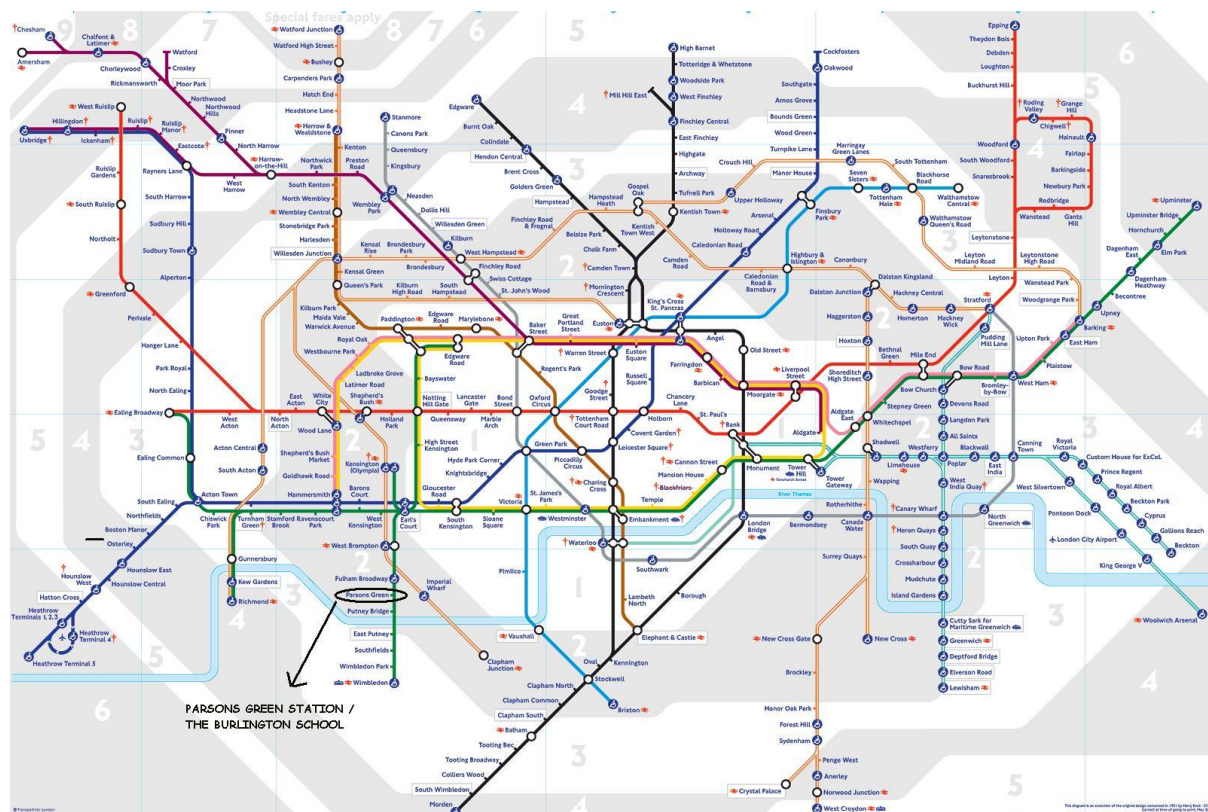 Special fares apply
Chesham
Chalfont &
Latimer
Amersham
Chorleywood
Rickmansworth
Watford
Croxley
Moor Park
Northwood
Northwood
Hills
Pinner
North Harrow
Harrow-
on-the-Hill
West
Harrow
West Ruislip
Hillingdon
Ruislip
Ruislip
Manor
Uxbridge
Ickenham
Eastcote
Rayners Lane
Ruislip
Gardens
South Ruislip
Northolt
Greenford
Perivale
Hanger Lane
Park Royal
North Ealing
Ealing Broadway
Ealing Common
South Harrow
Sudbury Hill
Sudbury Town
Alperton
Watford Junction
Watford High Street
Bushey
Carpenders Park
Hatch End
Headstone Lane
Harrow &
Wealdstone
Kenton
Northwick
Park
Preston
Road
South Kenton
North Wembley
Wembley Central
Stonebridge Park
Harlesden
Willesden Junction
Kensal Green
Queen's Park
Kilburn Park
Maida Vale
Warwick Avenue
Royal Oak
Westbourne Park
Ladbroke Grove
Latimer Road
Stanmore
Canons Park
Queensbury
Kingsbury
Wembley
Park
Neasden
Dollis Hill
Willesden Green
Kilburn
West Hampstead
Finchley Road
Swiss Cottage
St. John's Wood
Kensal
Rise
Brondesbury
Park
Brondesbury
Kilburn
High Road
South
Hampstead
Finchley Road
& Frognal
Hampstead
Heath
Gospel
Oak
Edgware
Burnt Oak
Colindale
Hendon Central
Brent Cross
Golders Green
Hampstead
Belsize Park
Chalk Farm
Camden Town
Mornington
Crescent
Euston
High Barnet
Totteridge & Whetstone
Woodside Park
West Finchley
Mill Hill East
Finchley Central
East Finchley
Highgate
Archway
Tufnell Park
Kentish Town
Kentish
Town West
Camden
Road
Cockfosters
Oakwood
Southgate
Arnos Grove
Bounds Green
Wood Green
Turnpike Lane
Manor House
Finsbury
Park
Arsenal
Holloway Road
Caledonian Road
Crouch Hill
Upper Holloway
Harringay
Green Lanes
Seven
Sisters
South Tottenham
Tottenham
Hale
Blackhorse
Road
Walthamstow
Central
Walthamstow
Queen's Road
Leyton
Midland Road
Leytonstone
High Road
Wanstead Park
Woodgrange Park
Highbury &
Islington
Canonbury
Caledonian
Road &
Barnsbury
Dalston Kingsland
Dalston Junction
Haggerston
Hoxton
Shoreditch
High Street
Hackney
Central
Homerton
Hackney
Wick
Stratford
Pudding
Mill Lane
Epping
Theydon Bois
Debden
Loughton
Buckhurst Hill
Roding
Valley
Grange
Hill
Chigwell
Hainault
Woodford
South Woodford
Snaresbrook
Fairlop
Barkingside
Newbury Park
Redbridge
Wanstead
Gants
Hill
Leytonstone
Leyton
Upminster
Upminster Bridge
Hornchurch
Elm Park
Dagenham
East
Dagenham
Heathway
Becontree
Upney
Barking
East Ham
Upton Park
Plaistow
West Ham
Bromley-
by-Bow
Bow Road
Bow Church
Mile End
Bethnal
Green
Stepney Green
Whitechapel
Aldgate
East
Aldgate
Liverpool
Street
Moorgate
Barbican
Farringdon
Old Street
Angel
King's Cross
St. Pancras
Euston
Square
Warren Street
Great
Portland
Street
Baker
Street
Regent's Park
Marylebone
Edgware
Road
Paddington
Edgware
Road
Bayswater
Notting
Hill Gate
Lancaster
Gate
Queensway
Bond
Street
Marble
Arch
Oxford
Circus
Goodge
Street
Tottenham
Court Road
Russell
Square
Holborn
Chancery
Lane
St. Paul's
Bank
Covent Garden
Leicester Square
Piccadilly
Circus
Green Park
Hyde Park Corner
Knightsbridge
Charing
Cross
Cannon Street
Mansion House
Blackfriars
Temple
Monument
Tower
Hill
Fenchurch Street
Tower
Gateway
Embankment
Westminster
St. James's
Park
Victoria
Sloane
Square
South
Kensington
Gloucester
Road
High Street
Kensington
Earl's
Court
West
Kensington
Barons
Court
Hammersmith
Goldhawk Road
Shepherd's Bush
Market
Wood Lane
White
City
Shepherd's
Bush
Holland
Park
East
Acton
North
Acton
West
Acton
Acton Central
South Acton
Kensington
(Olympia)
Acton Town
Chiswick
Park
Turnham
Green
Stamford
Brook
Ravenscourt
Park
South Ealing
Northfields
Boston Manor
Osterley
Hounslow East
Hounslow Central
Hounslow
West
Hatton Cross
Heathrow
Terminals 1, 2, 3
Heathrow
Terminal 4
Heathrow Terminal 5
Gunnersbury
Kew Gardens
Richmond
West Brompton
Fulham Broadway
Parsons Green
Putney Bridge
East Putney
Southfields
Wimbledon Park
Wimbledon
Imperial
Wharf
Clapham
Junction
Pimlico
Vauxhall
Waterloo
Southwark
Lambeth
North
Elephant & Castle
Borough
London
Bridge
Bermondsey
Canada
Water
Kennington
Oval
Stockwell
Brixton
Clapham North
Clapham Common
Clapham South
Balham
Tooting Bec
Tooting Broadway
Colliers Wood
South Wimbledon
Morden
River Thames
Rotherhithe
Wapping
Shadwell
Limehouse
Westferry
Poplar
Blackwall
East
India
Canning
Town
All Saints
Langdon Park
Devons Road
West
India Quay
Canary Wharf
Heron Quays
South Quay
Crossharbour
Mudchute
Island Gardens
Cutty Sark for
Maritime Greenwich
Greenwich
Deptford Bridge
Elverson Road
Lewisham
North
Greenwich
Royal
Victoria
Custom House for ExCeL
Prince Regent
Royal Albert
Beckton Park
Cyprus
Gallions Reach
Beckton
West Silvertown
Pontoon Dock
London City Airport
King George V
Woolwich Arsenal
Surrey Quays
New Cross Gate
New Cross
Brockley
Honor Oak Park
Forest Hill
Sydenham
Penge West
Anerley
Crystal Palace
Norwood Junction
West Croydon
PARSONS GREEN STATION /
THE BURLINGTON SCHOOL
9
8
7
8
7
6
5
4
3
2
1
6
5
4
3
2
5
4
3
2
1
2
3
4
5
6